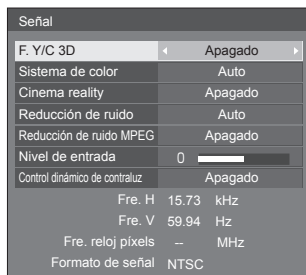 Señal
F. Y/C 3D Apagado
Sistema de color Auto
Cinema reality Apagado
Reducción de ruido Auto
Reducción de ruido MPEG Apagado
Nivel de entrada 0
Control dinámico de contraluz Apagado
Fre. H 15.73 kHz
Fre. V 59.94 Hz
Fre. reloj píxels -- MHz
Formato de señal NTSC